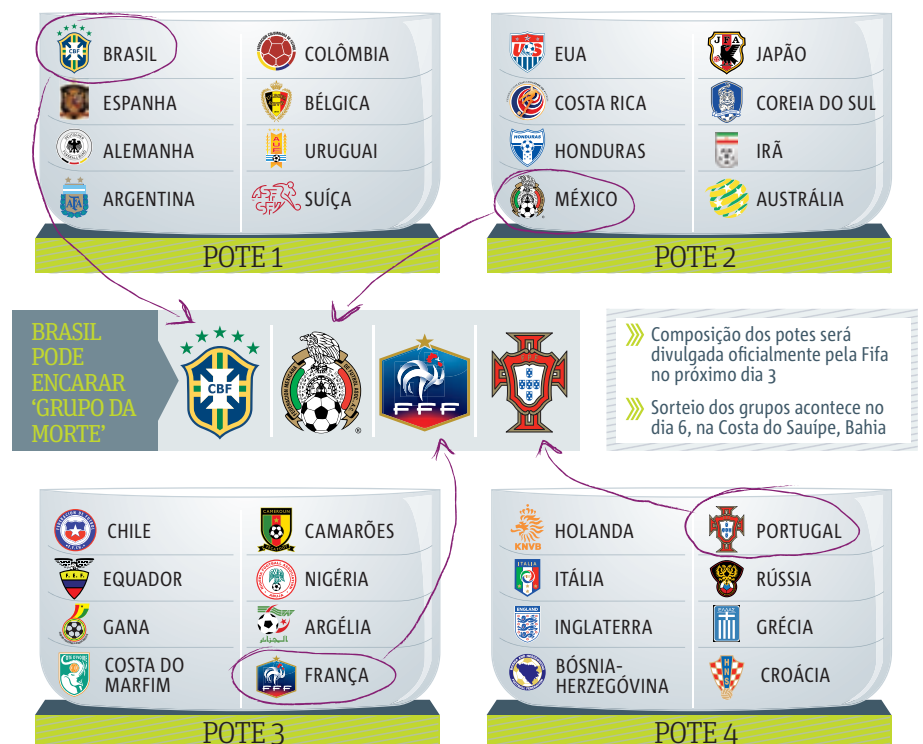 BRASIL
COLÔMBIA
ESPANHA
BÉLGICA
ALEMANHA
URUGUAI
ARGENTINA
SUÍÇA
POTE 1
EUA
JAPÃO
COSTA RICA
COREIA DO SUL
HONDURAS
IRÃ
MÉXICO
AUSTRÁLIA
POTE 2
BRASIL
PODE
ENCARAR
‘GRUPO DA
MORTE’
CBF
FFF
Composição dos potes será
divulgada oficialmente pela Fifa
no próximo dia 3
Sorteio dos grupos acontece no
dia 6, na Costa do Sauípe, Bahia
CHILE
CAMARÕES
EQUADOR
NIGÉRIA
GANA
ARGÉLIA
COSTA DO
MARFIM
FRANÇA
POTE 3
HOLANDA
PORTUGAL
ITÁLIA
RÚSSIA
INGLATERRA
GRÉCIA
BÓSNIA-
HERZEGÓVINA
CROÁCIA
POTE 4